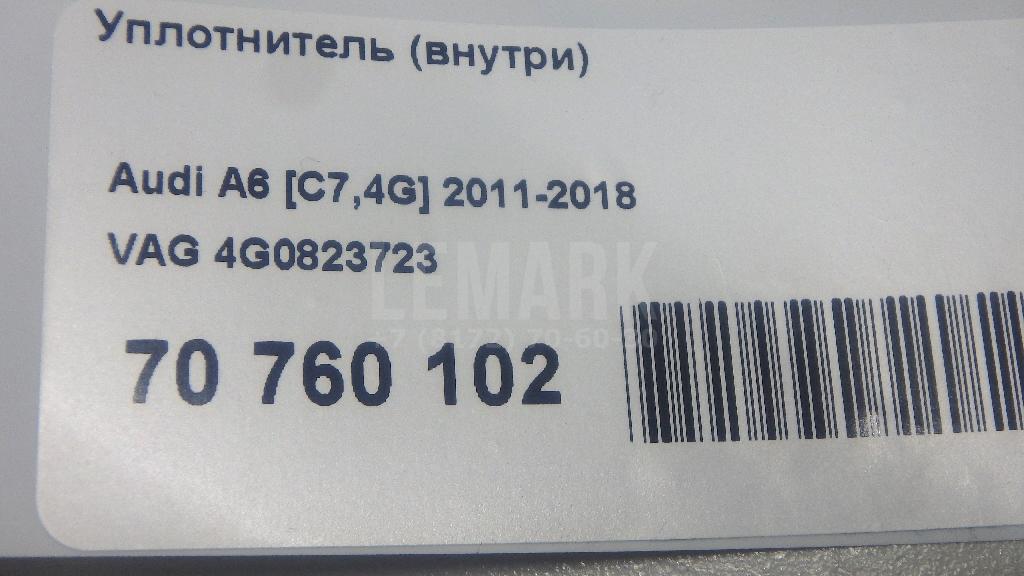 Уплотнитель (внутри)
Audi A6 [C7,4G] 2011-2018
VAG 4G0823723
LEMARK
70 760 102